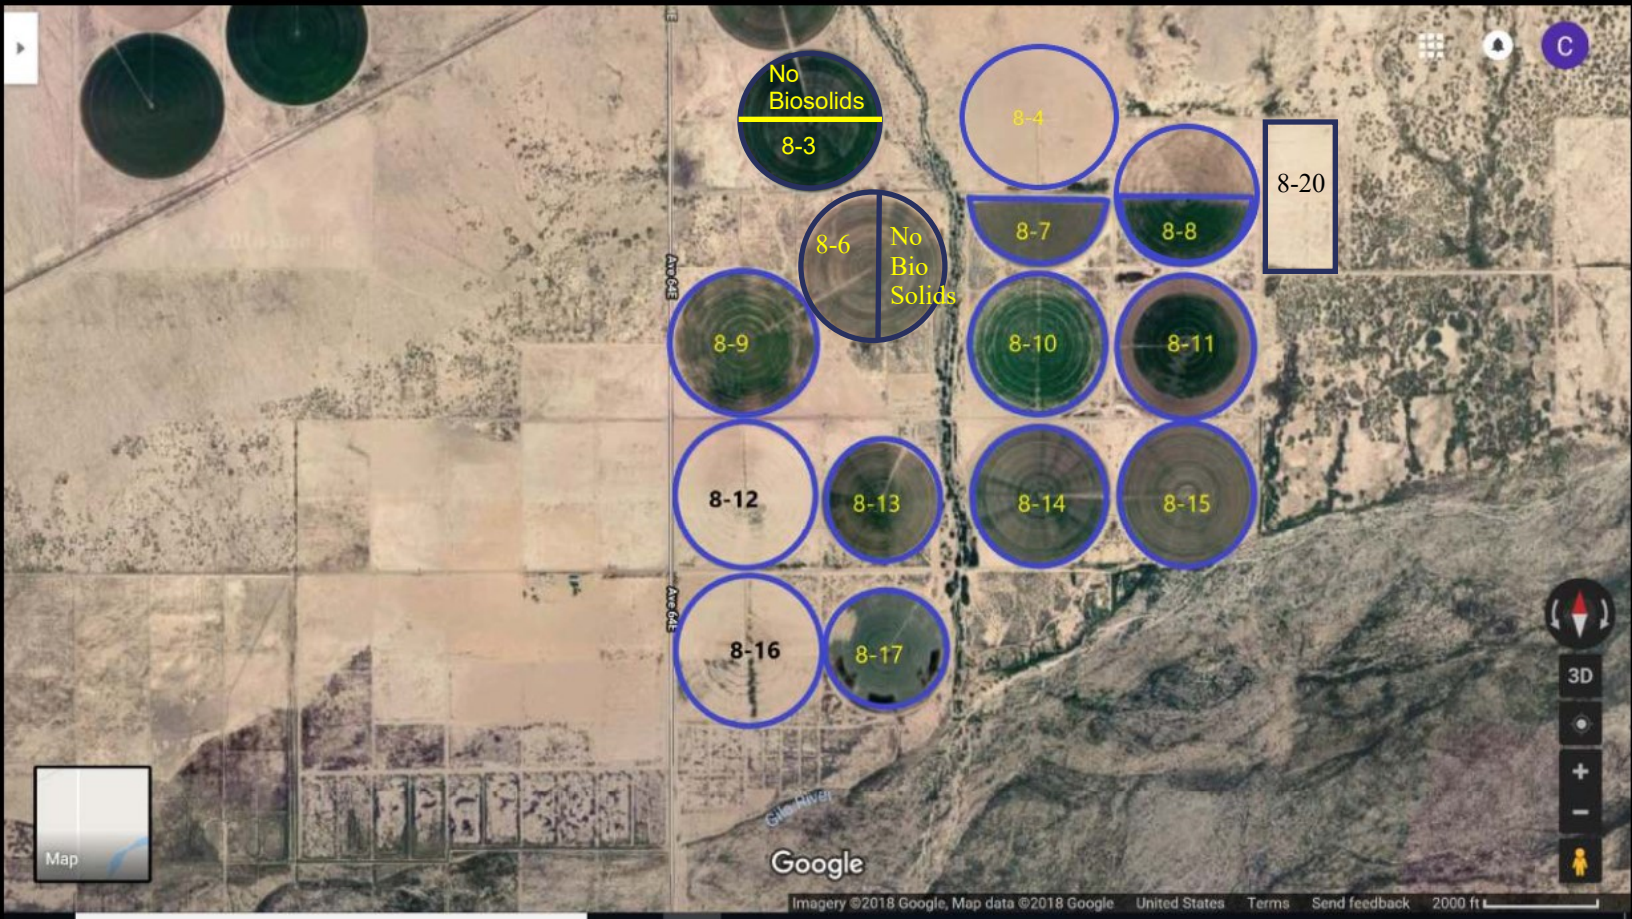 C
No
Biosolids
8-3
8-4
8-20
8-6
No
Bio
Solids
8-7
8-8
Ave 64E
8-9
8-10
8-11
8-12
8-13
8-14
8-15
Ave 64E
8-16
8-17
3D
Gila River
Map
Google
Imagery ©2018 Google, Map data ©2018 Google United States Terms Send feedback 2000 ft